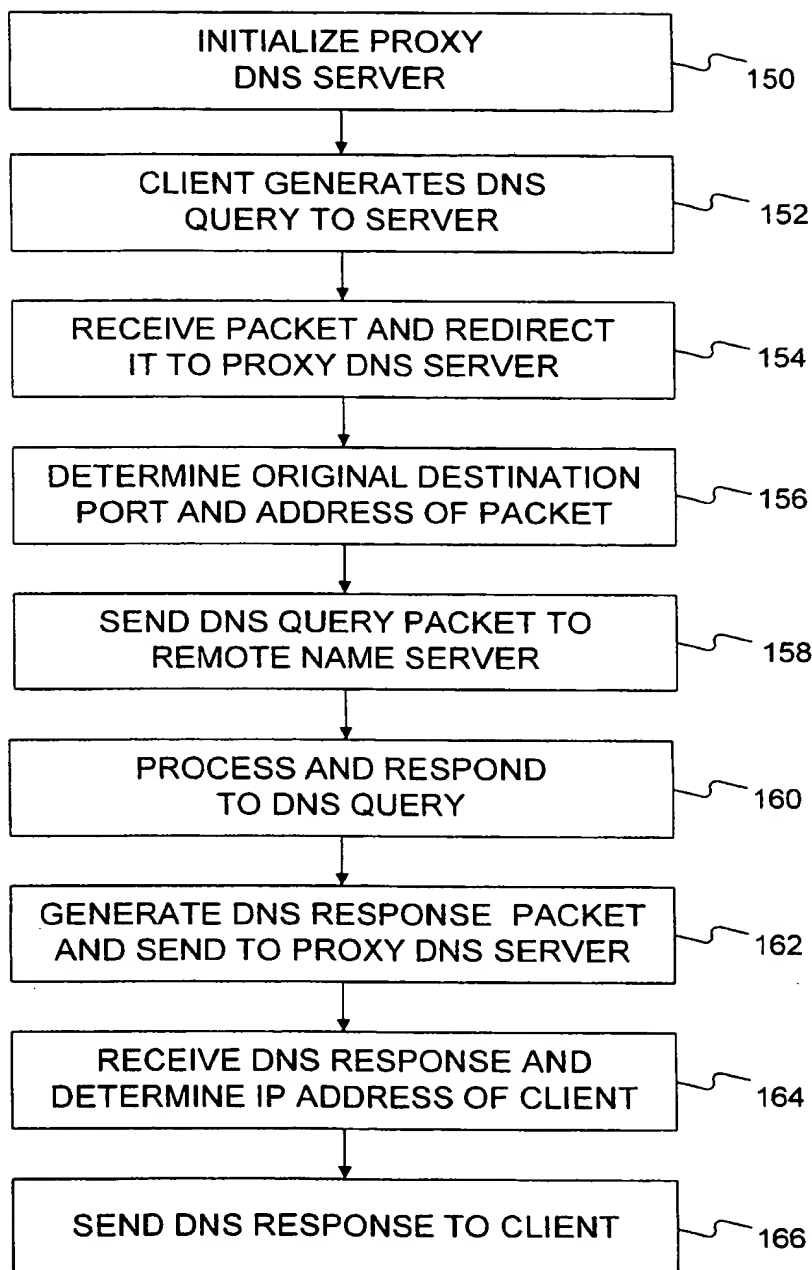 INITIALIZE PROXY
DNS SERVER
150
CLIENT GENERATES DNS
QUERY TO SERVER
152
RECEIVE PACKET AND REDIRECT
IT TO PROXY DNS SERVER
154
DETERMINE ORIGINAL DESTINATION
PORT AND ADDRESS OF PACKET
156
SEND DNS QUERY PACKET TO
REMOTE NAME SERVER
158
PROCESS AND RESPOND
TO DNS QUERY
160
GENERATE DNS RESPONSE PACKET
AND SEND TO PROXY DNS SERVER
162
RECEIVE DNS RESPONSE AND
DETERMINE IP ADDRESS OF CLIENT
164
SEND DNS RESPONSE TO CLIENT
166